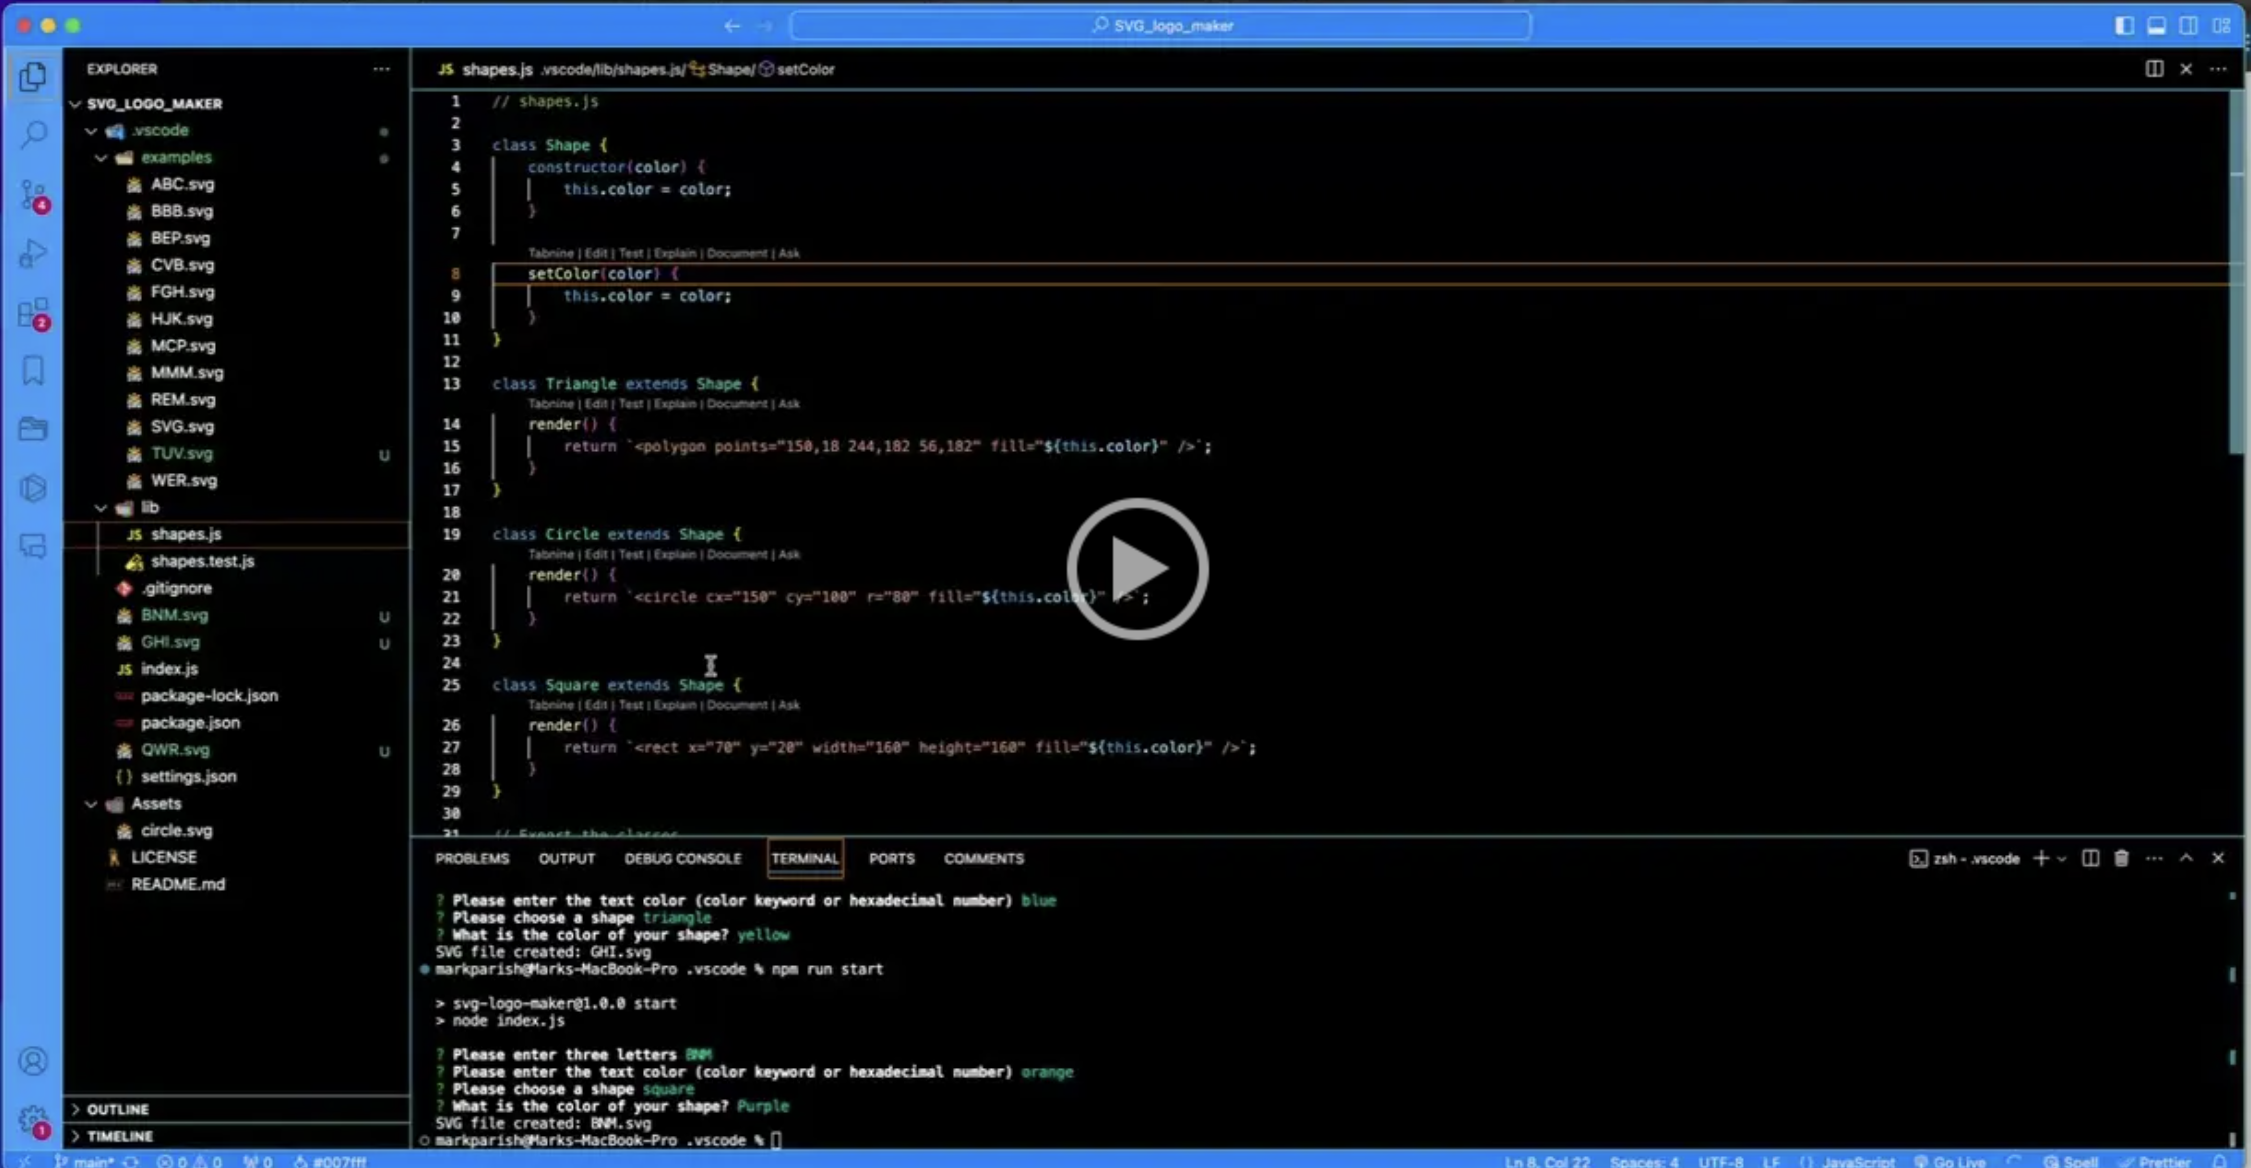 SVG_logo_maker
EXPLORER
SVG_LOGO_MAKER
.vscode
examples
ABC.svg
BBB.svg
BEP.svg
CVB.svg
FGH.svg
HJK.svg
MCP.svg
MMM.svg
REM.svg
SVG.svg
TUV.svg U
WER.svg
lib
JS shapes.js
shapes.test.js
.gitignore
BNM.svg U
GHI.svg U
JS index.js
package-lock.json
package.json
QWR.svg U
{} settings.json
Assets
circle.svg
LICENSE
README.md
OUTLINE
TIMELINE
4
2
1
JS shapes.js .vscode/lib/shapes.js/ Shape/ setColor
1 // shapes.js
2
3 class Shape {
4 constructor(color) {
5 this.color = color;
6 }
7
Tabnine | Edit | Test | Explain | Document | Ask
8 setColor(color) {
9 this.color = color;
10 }
11 }
12
13 class Triangle extends Shape {
Tabnine | Edit | Test | Explain | Document | Ask
14 render() {
15 return `<polygon points="150,18 244,182 56,182" fill="${this.color}" />`;
16 }
17 }
18
19 class Circle extends Shape {
Tabnine | Edit | Test | Explain | Document | Ask
20 render() {
21 return `<circle cx="150" cy="100" r="80" fill="${this.color}" />`;
22 }
23 }
24
25 class Square extends Shape {
Tabnine | Edit | Test | Explain | Document | Ask
26 render() {
27 return `<rect x="70" y="20" width="160" height="160" fill="${this.color}" />`;
28 }
29 }
30
31 // Export the classes
PROBLEMS OUTPUT DEBUG CONSOLE TERMINAL PORTS COMMENTS
zsh - .vscode
? Please enter the text color (color keyword or hexadecimal number) blue
? Please choose a shape triangle
? What is the color of your shape? yellow
SVG file created: GHI.svg
markparish@Marks-MacBook-Pro .vscode % npm run start
> svg-logo-maker@1.0.0 start
> node index.js
? Please enter three letters BNM
? Please enter the text color (color keyword or hexadecimal number) orange
? Please choose a shape square
? What is the color of your shape? Purple
SVG file created: BNM.svg
markparish@Marks-MacBook-Pro .vscode %
main* 0 0 0 #007fff Ln 8, Col 22 Spaces: 4 UTF-8 LF {} JavaScript Go Live Spell Prettier